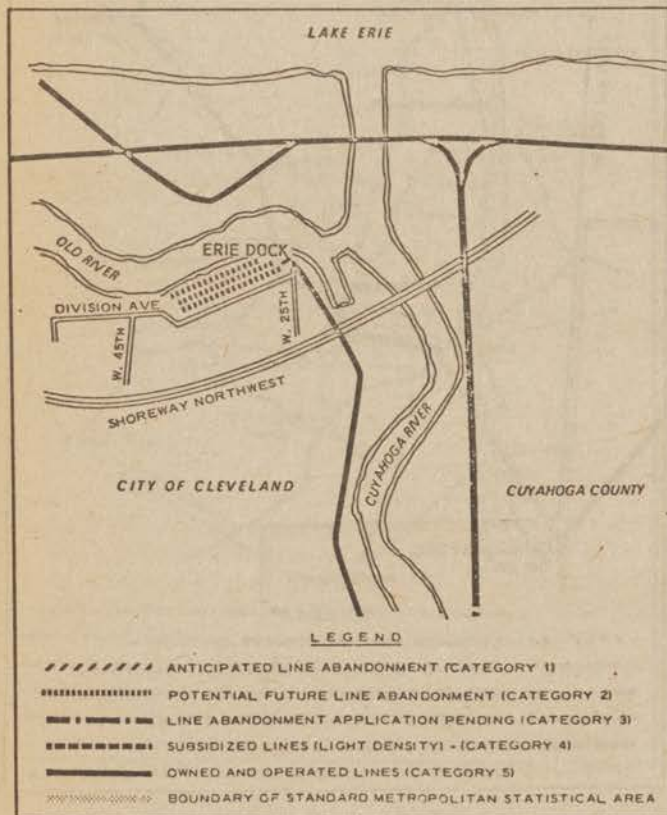 LAKE ERIE
OLD RIVER
ERIE DOCK
DIVISION AVE
W. 45TH
W. 25TH
SHOREWAY NORTHWEST
CUYAHOGA RIVER
CITY OF CLEVELAND
CUYAHOGA COUNTY
LEGEND
ANTICIPATED LINE ABANDONMENT (CATEGORY 1)
POTENTIAL FUTURE LINE ABANDONMENT (CATEGORY 2)
LINE ABANDONMENT APPLICATION PENDING (CATEGORY 3)
SUBSIDIZED LINES (LIGHT DENSITY) - (CATEGORY 4)
OWNED AND OPERATED LINES (CATEGORY 5)
BOUNDARY OF STANDARD METROPOLITAN STATISTICAL AREA